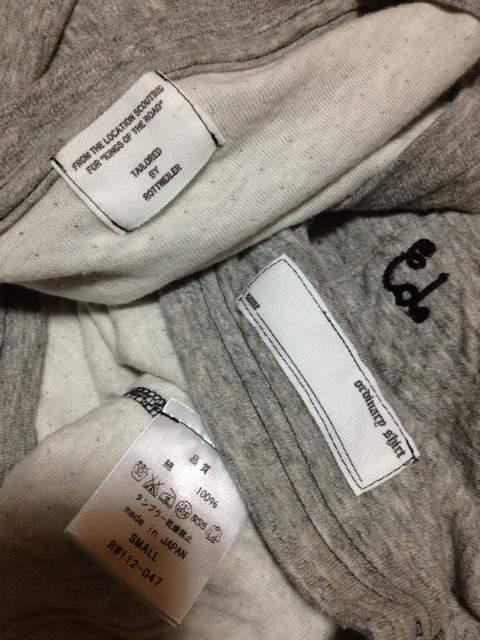 FROM THE LOCATION SCOUTING
FOR "KINGS OF THE ROAD"
TAILORED
BY
ROTTWEILER
ordinary shirt
品質
綿 100%
タンブラー乾燥禁止
made in JAPAN
SMALL
RW112-047